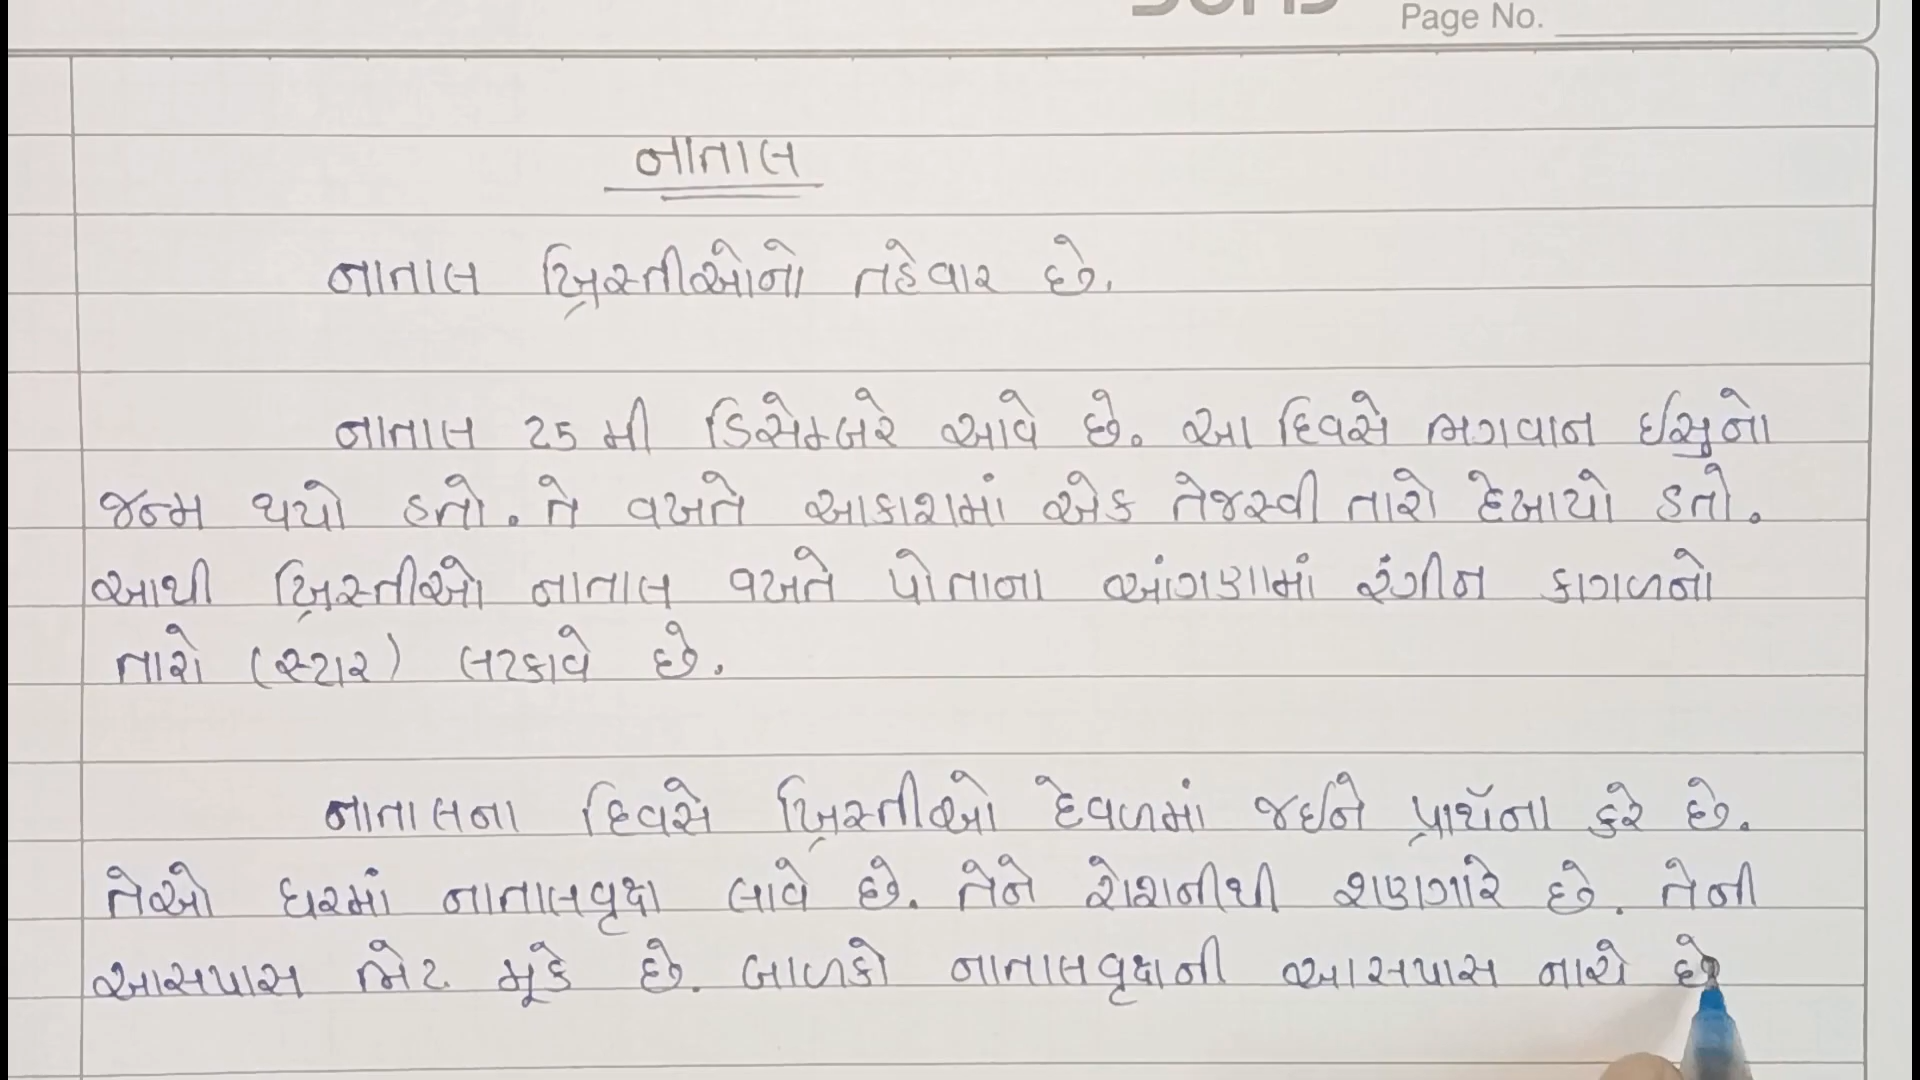 Page No.
નાતાલ
નાતાલ ખ્રિસ્તીઓનો તહેવાર છે.
નાતાલ 25 મી ડિસેમ્બરે આવે છે. આ દિવસે ભગવાન ઈસુનો
જન્મ થયો હતો. તે વખતે આકાશમાં એક તેજસ્વી તારો દેખાયો હતો.
આથી ખ્રિસ્તીઓ નાતાલ વખતે પોતાના આંગણામાં રંગીન કાગળનો
તારો (સ્ટાર) લટકાવે છે.
નાતાલના દિવસે ખ્રિસ્તીઓ દેવળમાં જઈને પ્રાર્થના કરે છે.
તેઓ ઘરમાં નાતાલવૃક્ષ લાવે છે. તેને રોશનીથી શણગારે છે. તેની
આસપાસ ભેટ મૂકે છે. બાળકો નાતાલવૃક્ષની આસપાસ નાચે છે